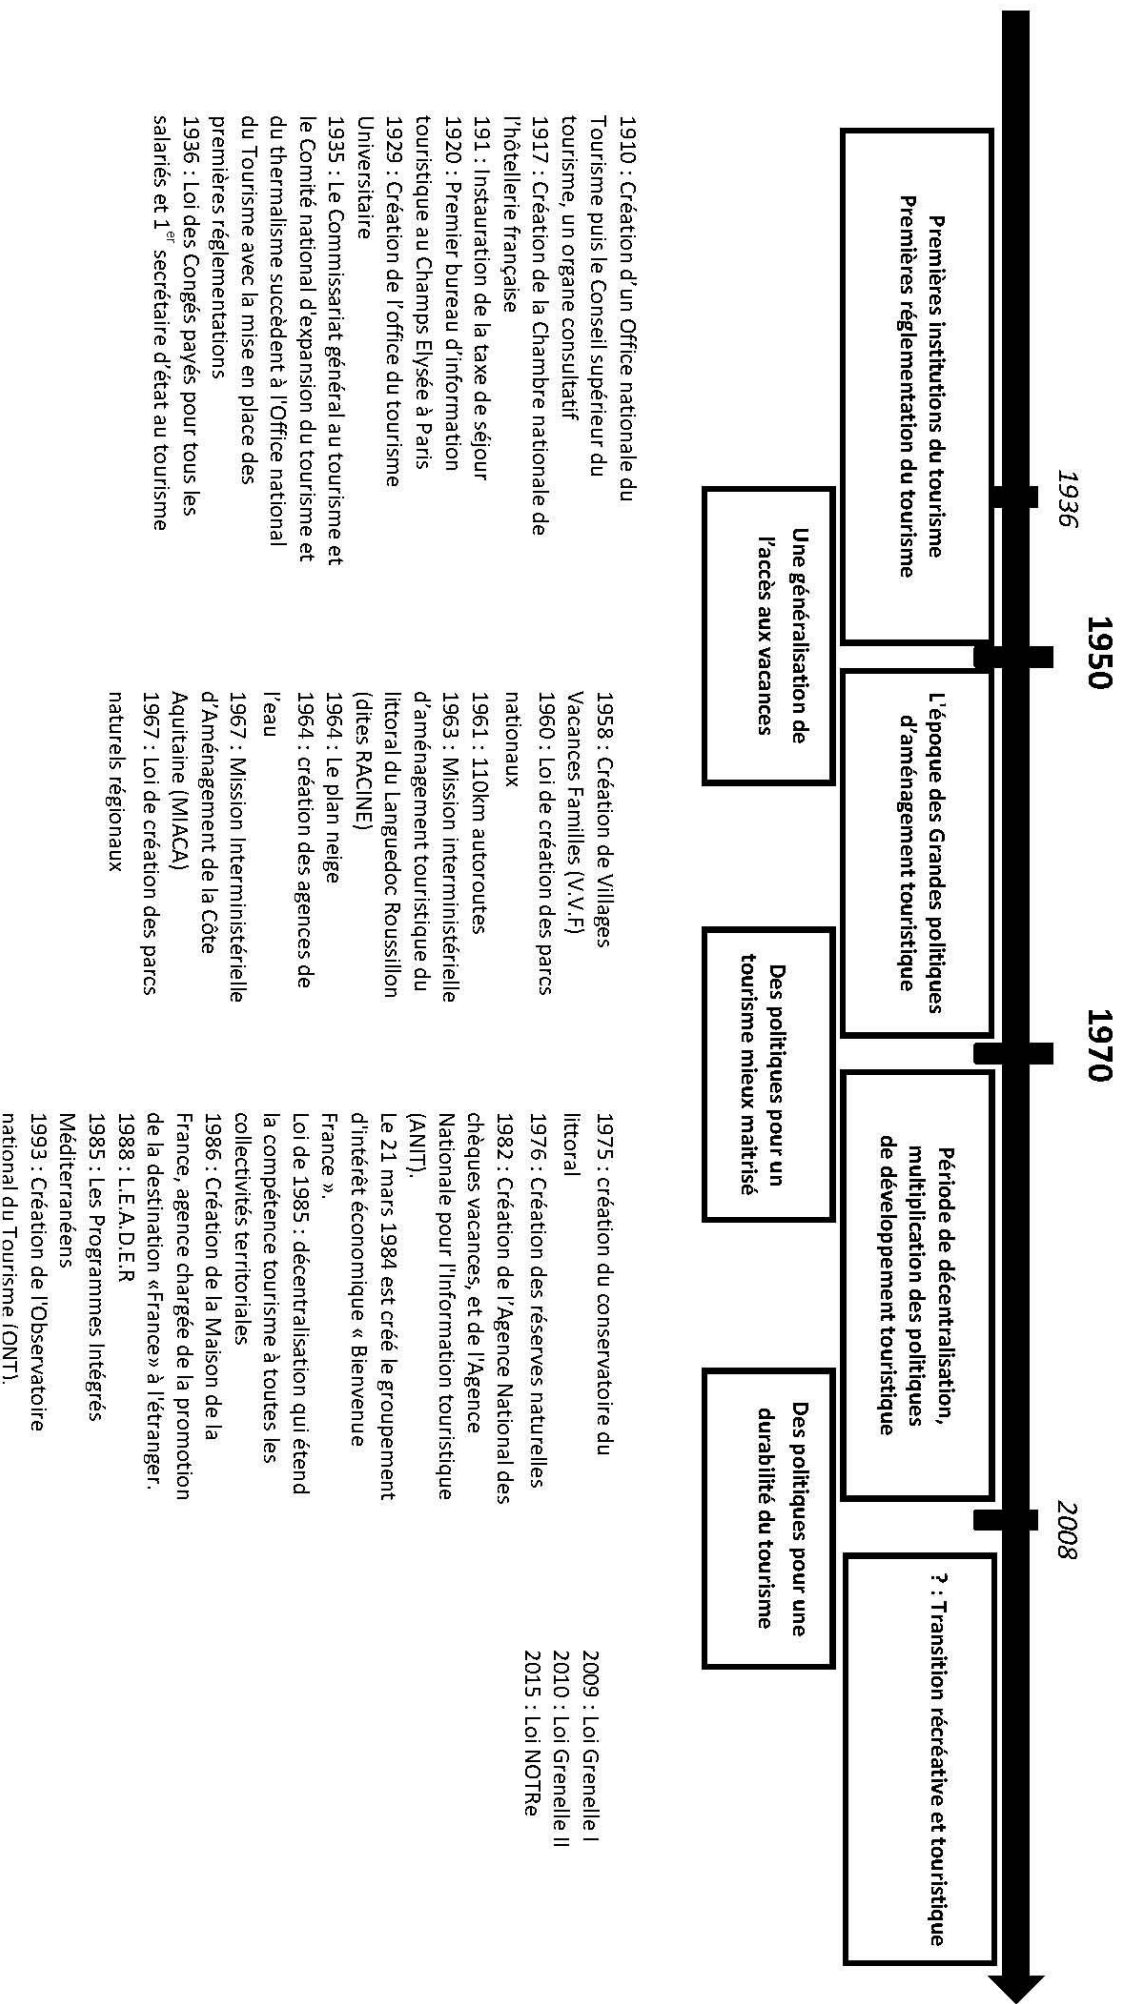 1936
1950
1970
2008
Premières institutions du tourisme
Premières réglementation du tourisme
L'époque des Grandes politiques
d'aménagement touristique
Période de décentralisation,
multiplication des politiques
de développement touristique
? : Transition récréative et touristique
Une généralisation de
l'accès aux vacances
Des politiques pour un
tourisme mieux maitrisé
Des politiques pour une
durabilité du tourisme
1910 : Création d'un Office nationale du
Tourisme puis le Conseil supérieur du
tourisme, un organe consultatif
1917 : Création de la Chambre nationale de
l'hôtellerie française
191 : Instauration de la taxe de séjour
1920 : Premier bureau d'information
touristique au Champs Elysée à Paris
1929 : Création de l'office du tourisme
Universitaire
1935 : Le Commissariat général au tourisme et
le Comité national d'expansion du tourisme et
du thermalisme succèdent à l'Office national
du Tourisme avec la mise en place des
premières réglementations
1936 : Loi des Congés payés pour tous les
salariés et 1er secrétaire d'état au tourisme
1958 : Création de Villages
Vacances Familles (V.V.F)
1960 : Loi de création des parcs
nationaux
1961 : 110km autoroutes
1963 : Mission interministérielle
d'aménagement touristique du
littoral du Languedoc Roussillon
(dites RACINE)
1964 : Le plan neige
1964 : création des agences de
l'eau
1967 : Mission Interministérielle
d'Aménagement de la Côte
Aquitaine (MIACA)
1967 : Loi de création des parcs
naturels régionaux
1975 : création du conservatoire du
littoral
1976 : Création des réserves naturelles
1982 : Création de l'Agence National des
chèques vacances, et de l'Agence
Nationale pour l'Information touristique
(ANIT).
Le 21 mars 1984 est créé le groupement
d'intérêt économique « Bienvenue
France ».
Loi de 1985 : décentralisation qui étend
la compétence tourisme à toutes les
collectivités territoriales
1986 : Création de la Maison de la
France, agence chargée de la promotion
de la destination «France» à l'étranger.
1988 : L.E.A.D.E.R
1985 : Les Programmes Intégrés
Méditerranéens
1993 : Création de l'Observatoire
national du Tourisme (ONT).
2009 : Loi Grenelle I
2010 : Loi Grenelle II
2015 : Loi NOTRe